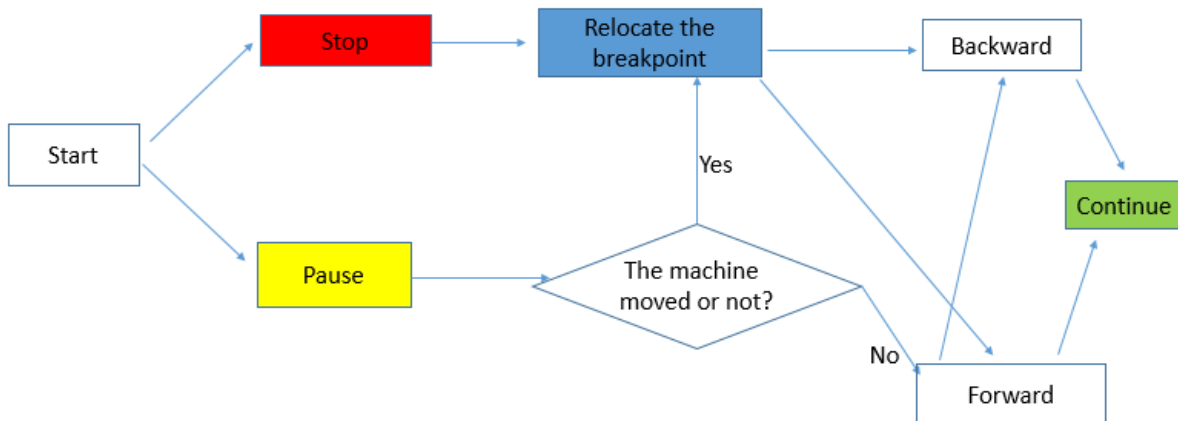 Stop
Relocate the
breakpoint
Backward
Start
Yes
Continue
Pause
The machine
moved or not?
No
Forward